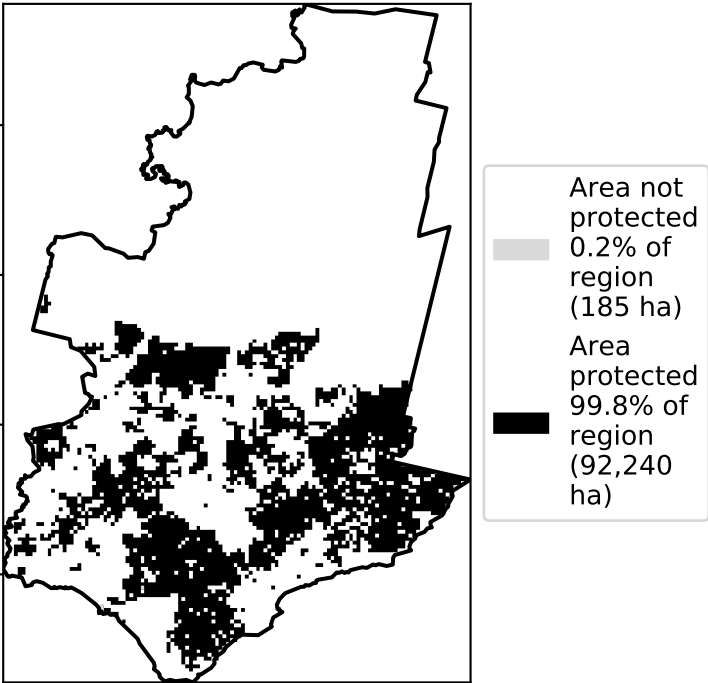 Area not
protected
0.2% of
region
(185 ha)
Area
protected
99.8% of
region
(92,240
ha)